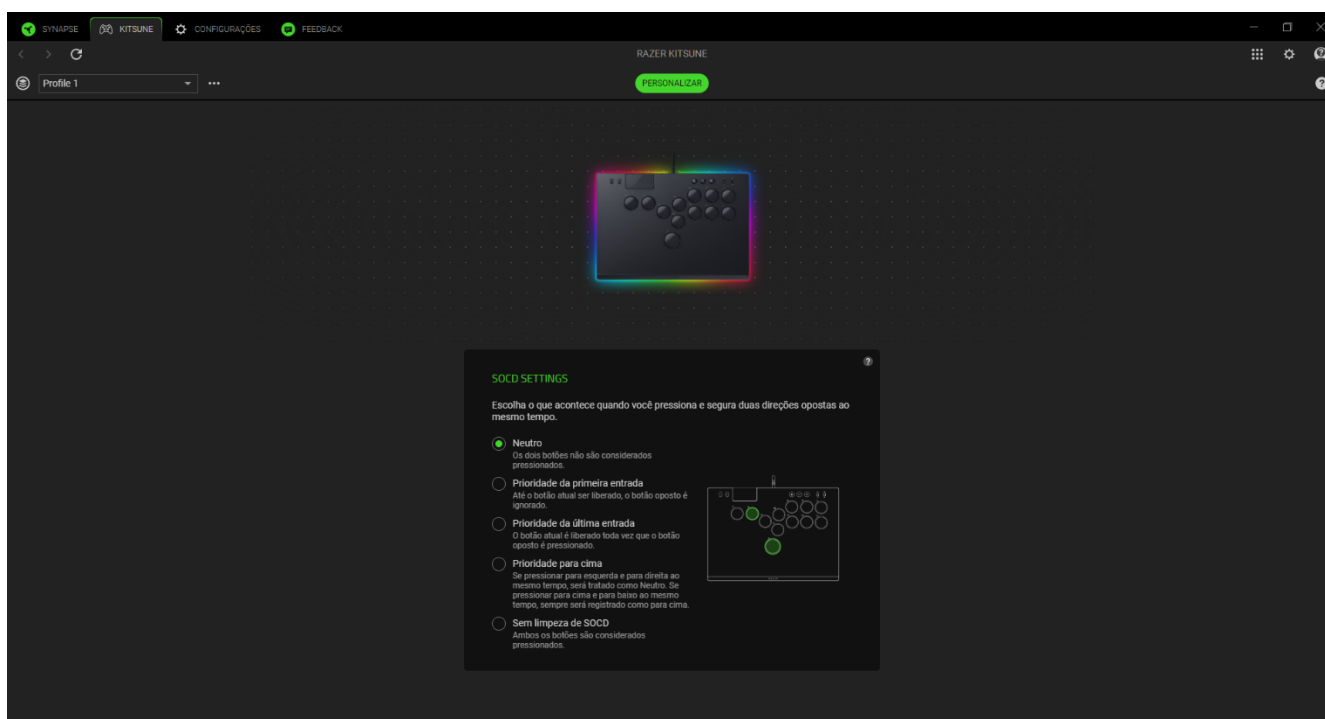 SYNAPSE KITSUNE CONFIGURAÇÕES FEEDBACK
RAZER KITSUNE
Profile 1
PERSONALIZAR
SOCD SETTINGS
Escolha o que acontece quando você pressiona e segura duas direções opostas ao
mesmo tempo.
Neutro
Os dois botões não são considerados
pressionados.
Prioridade da primeira entrada
Até o botão atual ser liberado, o botão oposto é
ignorado.
Prioridade da última entrada
O botão atual é liberado toda vez que o botão
oposto é pressionado.
Prioridade para cima
Se pressionar para esquerda e para direita ao
mesmo tempo, será tratado como Neutro. Se
pressionar para cima e para baixo ao mesmo
tempo, sempre será registrado como para cima.
Sem limpeza de SOCD
Ambos os botões são considerados
pressionados.